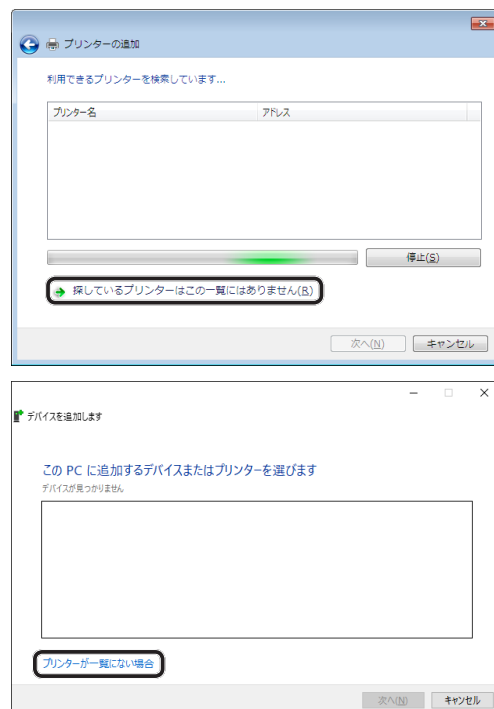 プリンターの追加
利用できるプリンターを検索しています...
プリンター名 アドレス
停止(S)
探しているプリンターはこの一覧にはありません(R)
次へ(N) キャンセル
デバイスを追加します
この PC に追加するデバイスまたはプリンターを選びます
デバイスが見つかりません
プリンターが一覧にない場合
次へ(N) キャンセル